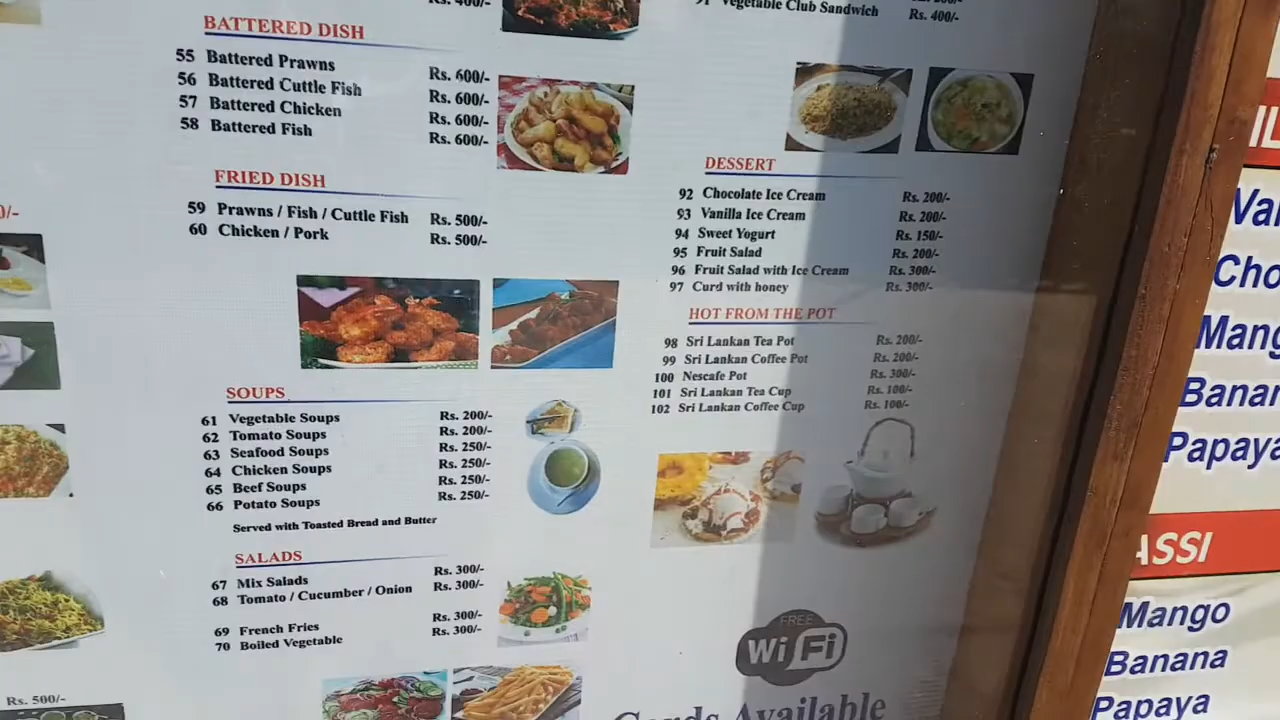 Rs. 400/-
BATTERED DISH
55 Battered Prawns Rs. 600/-
56 Battered Cuttle Fish Rs. 600/-
57 Battered Chicken Rs. 600/-
58 Battered Fish Rs. 600/-
FRIED DISH
59 Prawns / Fish / Cuttle Fish Rs. 500/-
60 Chicken / Pork Rs. 500/-
SOUPS
61 Vegetable Soups Rs. 200/-
62 Tomato Soups Rs. 200/-
63 Seafood Soups Rs. 250/-
64 Chicken Soups Rs. 250/-
65 Beef Soups Rs. 250/-
66 Potato Soups Rs. 250/-
Served with Toasted Bread and Butter
SALADS
67 Mix Salads Rs. 300/-
68 Tomato / Cucumber / Onion Rs. 300/-
69 French Fries Rs. 300/-
70 Boiled Vegetable Rs. 300/-
Rs. 500/-
91 Vegetable Club Sandwich Rs. 400/-
DESSERT
92 Chocolate Ice Cream Rs. 200/-
93 Vanilla Ice Cream Rs. 200/-
94 Sweet Yogurt Rs. 150/-
95 Fruit Salad Rs. 200/-
96 Fruit Salad with Ice Cream Rs. 300/-
97 Curd with honey Rs. 300/-
HOT FROM THE POT
98 Sri Lankan Tea Pot Rs. 200/-
99 Sri Lankan Coffee Pot Rs. 200/-
100 Nescafe Pot Rs. 300/-
101 Sri Lankan Tea Cup Rs. 100/-
102 Sri Lankan Coffee Cup Rs. 100/-
FREE
WiFi
Cards Available
Papaya
ASSI
Mango
Banana
Papaya